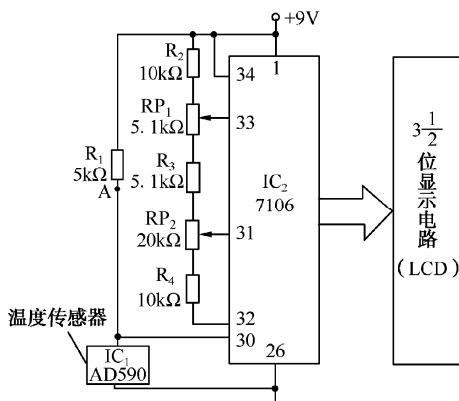 +9V
R₂
10kΩ
34
1
RP₁
5. 1kΩ
33
R₁
5kΩ
A
R₃
5. 1kΩ
IC₂
7106
RP₂
20kΩ
31
R₄
10kΩ
32
30
26
温度传感器
IC₁
AD590
3 1/2
位
显
示
电
路
(LCD)